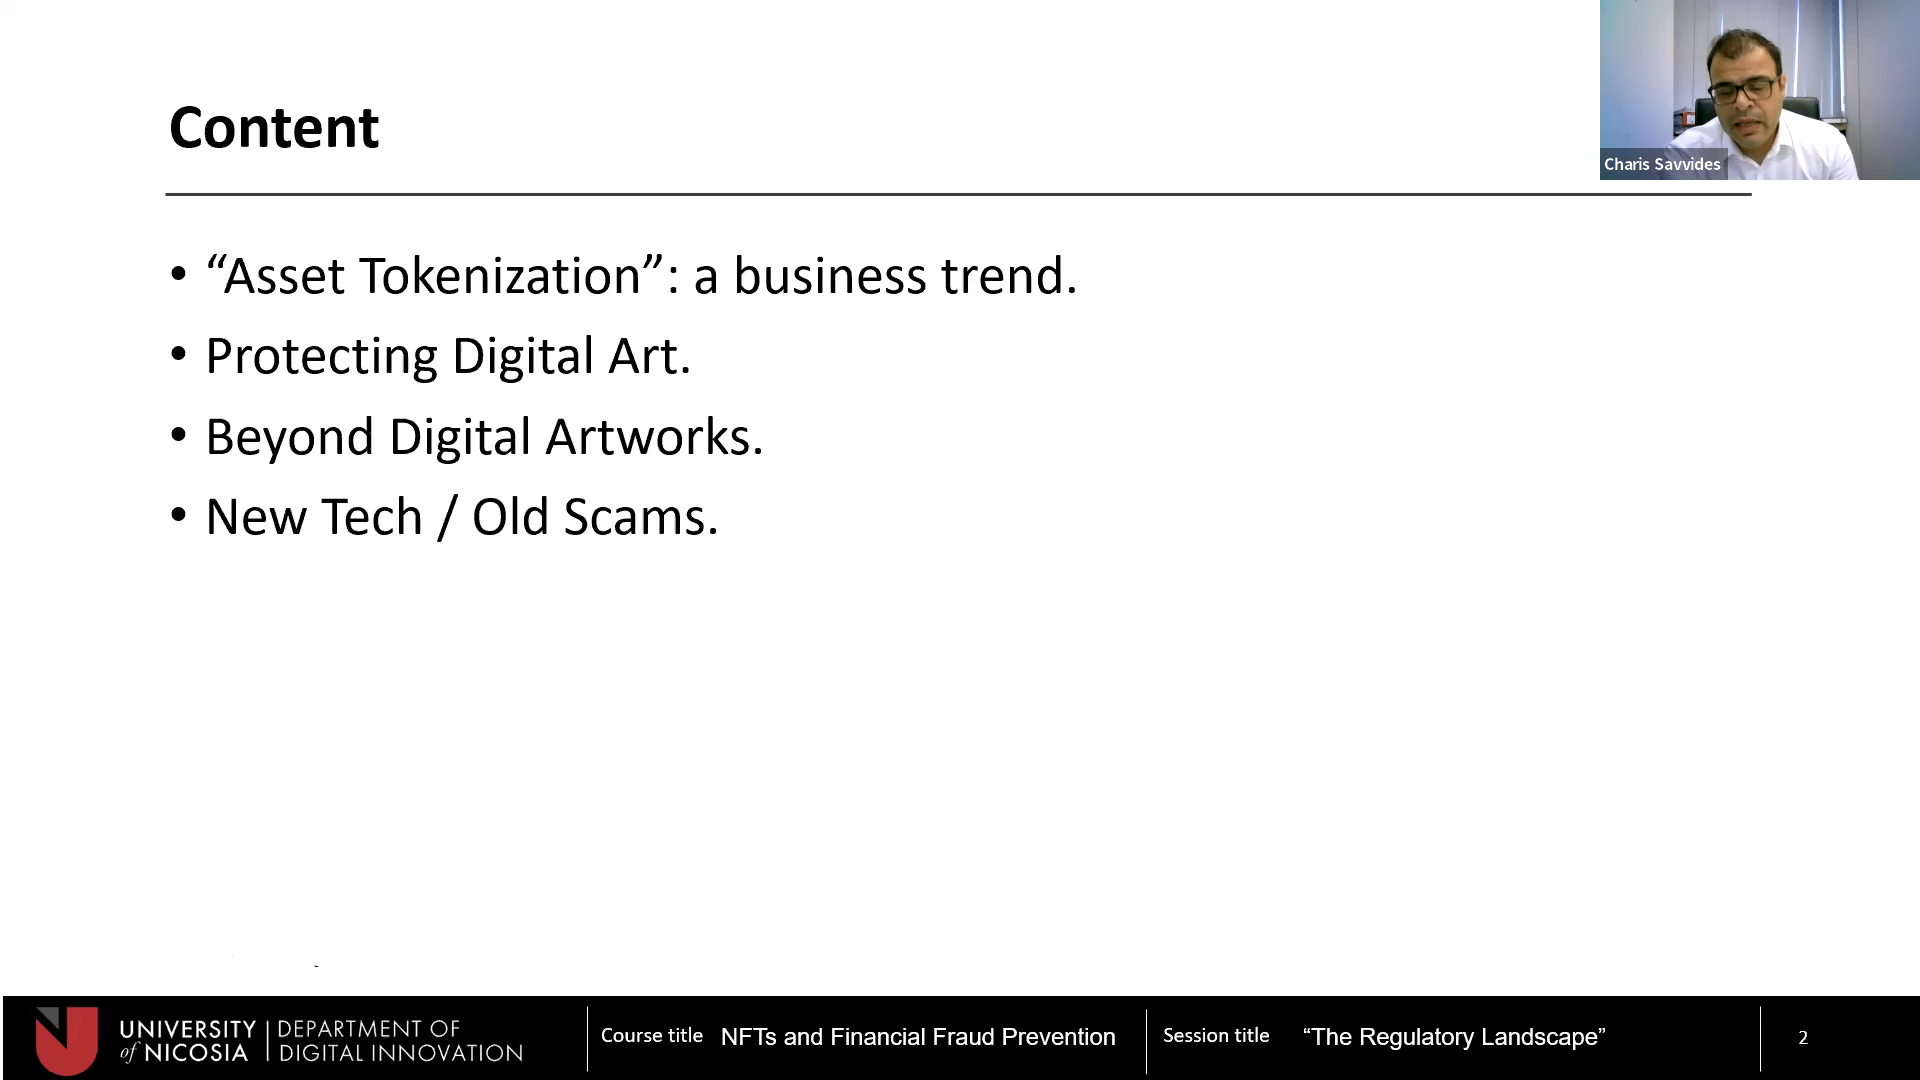 Content
Charis Savvides
• “Asset Tokenization”: a business trend.
• Protecting Digital Art.
• Beyond Digital Artworks.
• New Tech / Old Scams.
UNIVERSITY of NICOSIA
DEPARTMENT OF DIGITAL INNOVATION
Course title NFTs and Financial Fraud Prevention
Session title “The Regulatory Landscape”
2